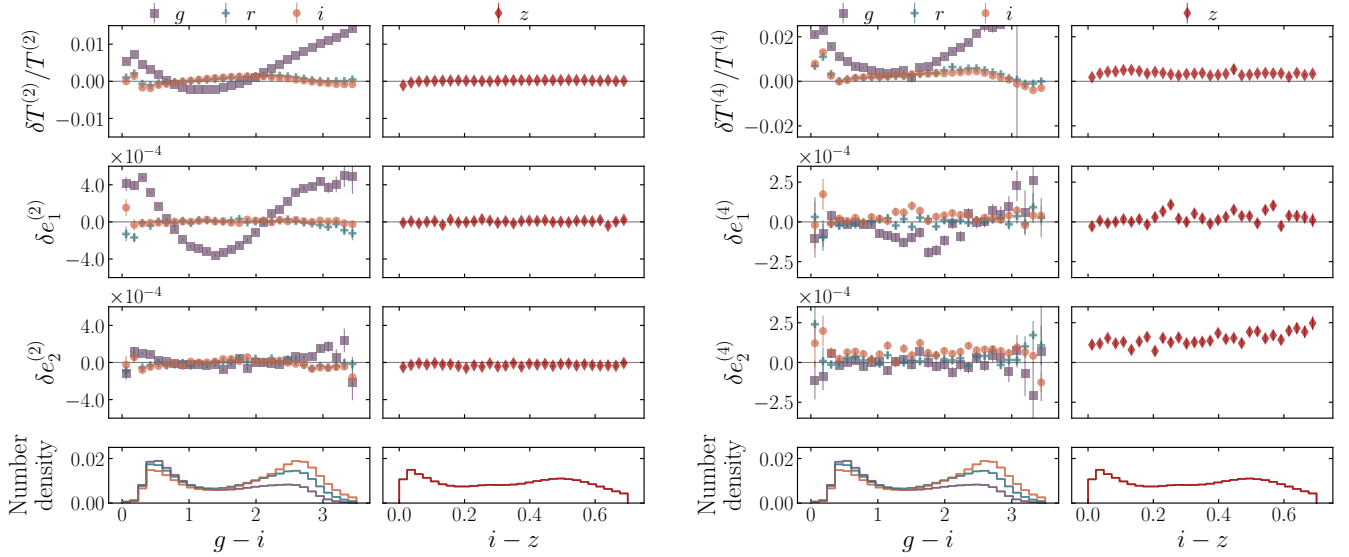 g r i z
δT^(2)/T^(2)
0.01
0.00
−0.01
×10^−4
δe_1^(2)
4.0
0.0
−4.0
×10^−4
δe_2^(2)
4.0
0.0
−4.0
Number density
0.02
0.00
0 1 2 3
g − i
0.0 0.2 0.4 0.6
i − z
g r i z
δT^(4)/T^(4)
0.02
0.00
−0.02
×10^−4
δe_1^(4)
2.5
0.0
−2.5
×10^−4
δe_2^(4)
2.5
0.0
−2.5
Number density
0.02
0.00
0 1 2 3
g − i
0.0 0.2 0.4 0.6
i − z